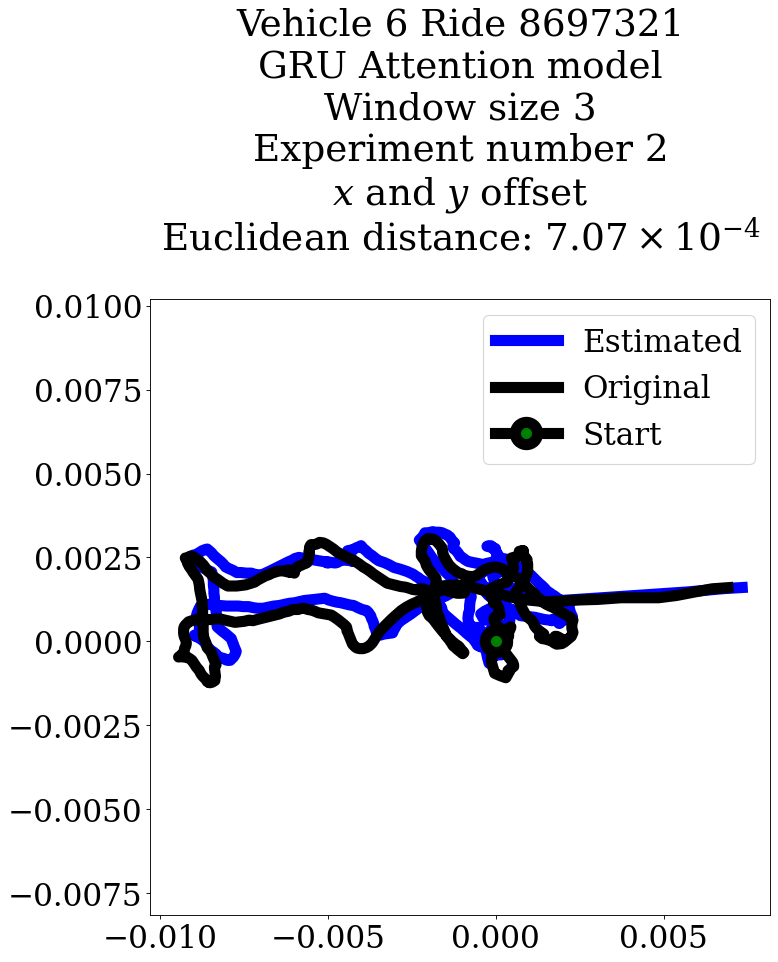 Vehicle 6 Ride 8697321
GRU Attention model
Window size 3
Experiment number 2
x and y offset
Euclidean distance: 7.07 × 10⁻⁴
0.0100
0.0075
0.0050
0.0025
0.0000
−0.0025
−0.0050
−0.0075
Estimated
Original
Start
−0.010 −0.005 0.000 0.005